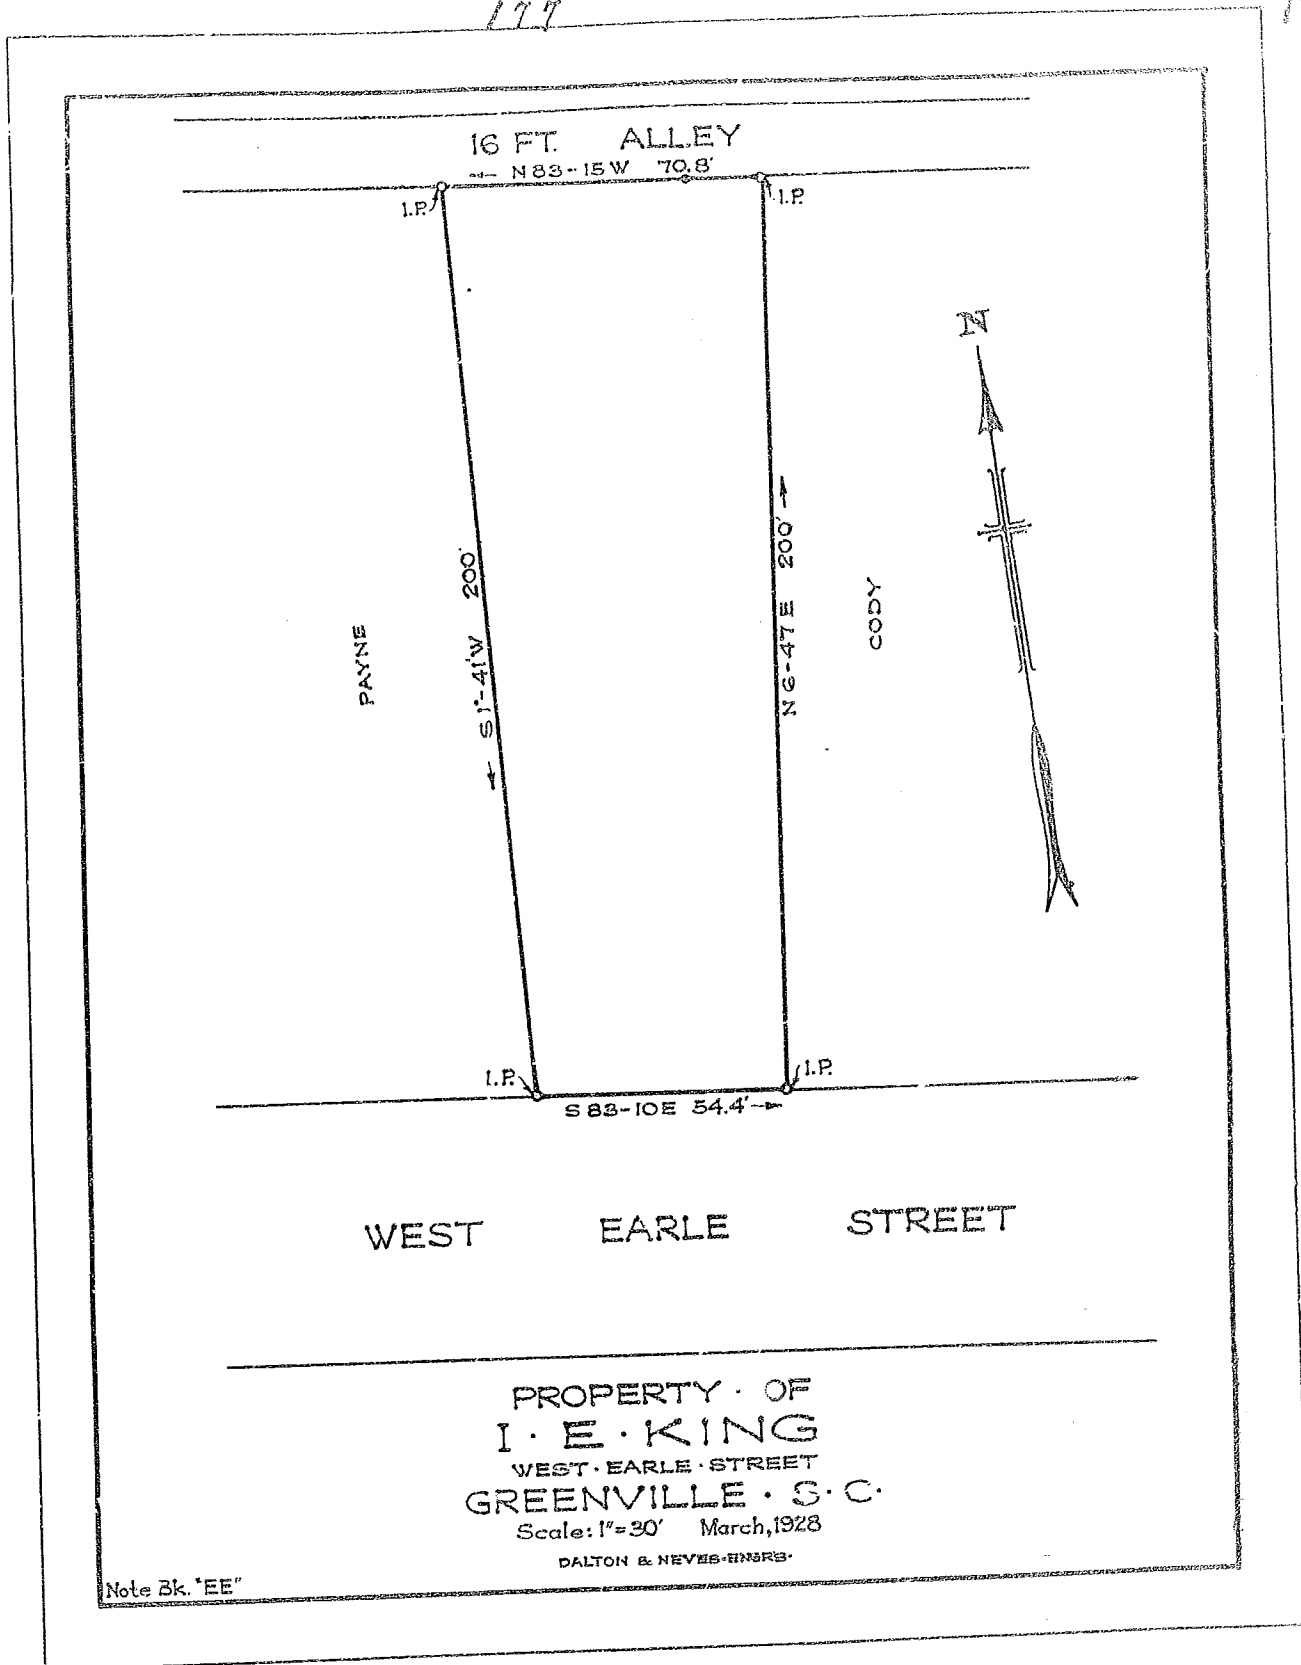 177
16 FT. ALLEY
N 83-15 W 70.8'
I.P.
I.P.
N
S 1°-41'W 200'
N 6-47 E 200'
PAYNE
CODY
I.P.
I.P.
S 83-10 E 54.4'
WEST EARLE STREET
PROPERTY · OF
I · E · KING
WEST · EARLE · STREET
GREENVILLE · S · C ·
Scale: 1"=30' March, 1928
DALTON & NEVES · ENGRS ·
Note Bk. "EE"